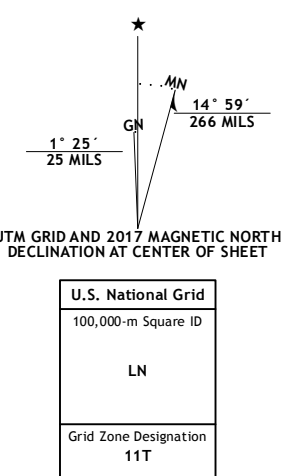 MN
GN
14° 59´
266 MILS
1° 25´
25 MILS
UTM GRID AND 2017 MAGNETIC NORTH
DECLINATION AT CENTER OF SHEET
U.S. National Grid
100,000-m Square ID
LN
Grid Zone Designation
11T